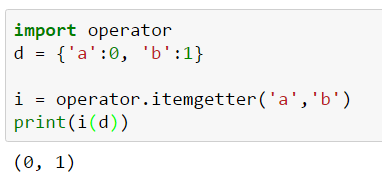 import operator
d = {'a':0, 'b':1}
i = operator.itemgetter('a','b')
print(i(d))
(0, 1)